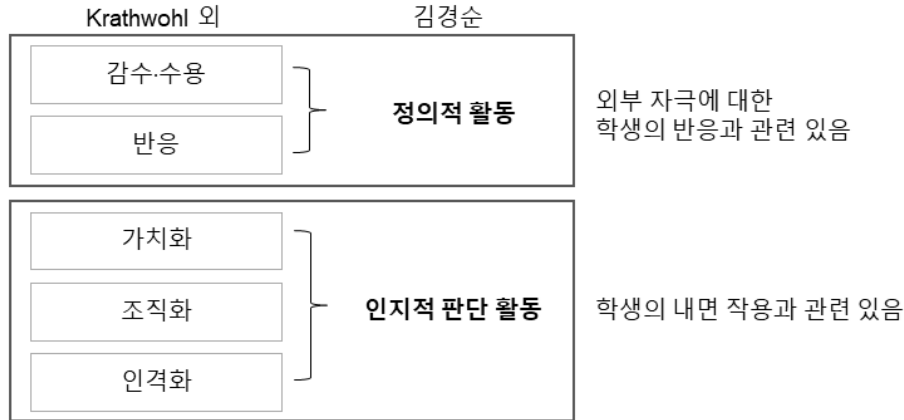 Krathwohl 외
김경순
감수·수용
반응
정의적 활동
외부 자극에 대한
학생의 반응과 관련 있음
가치화
조직화
인격화
인지적 판단 활동
학생의 내면 작용과 관련 있음